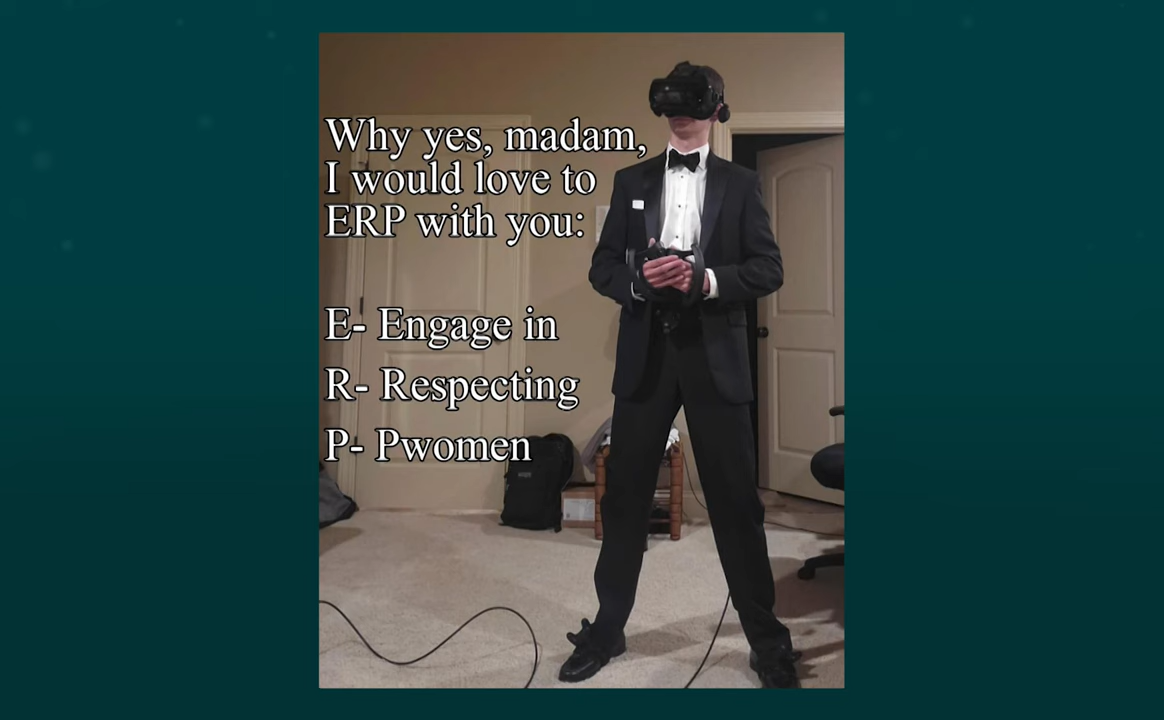 Why yes, madam,
I would love to
ERP with you:
E- Engage in
R- Respecting
P- Pwomen